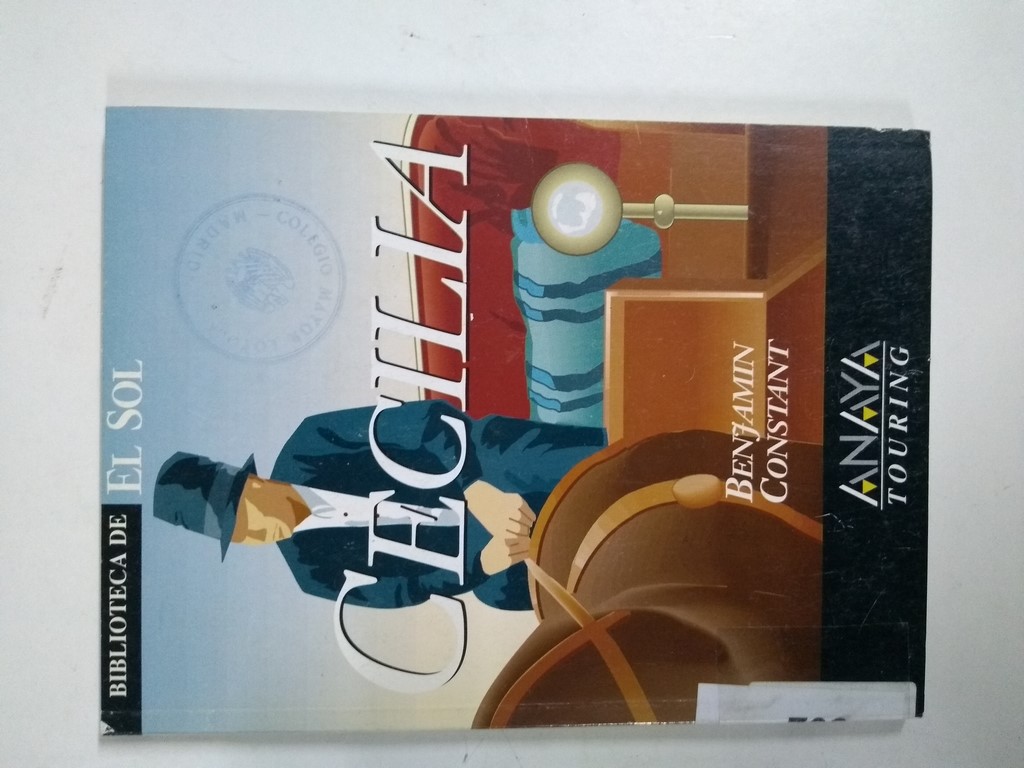 BIBLIOTECA DE EL SOL
COLEGIO MAYOR
MADRID
CECILIA
BENJAMIN
CONSTANT
ANAYA
TOURING